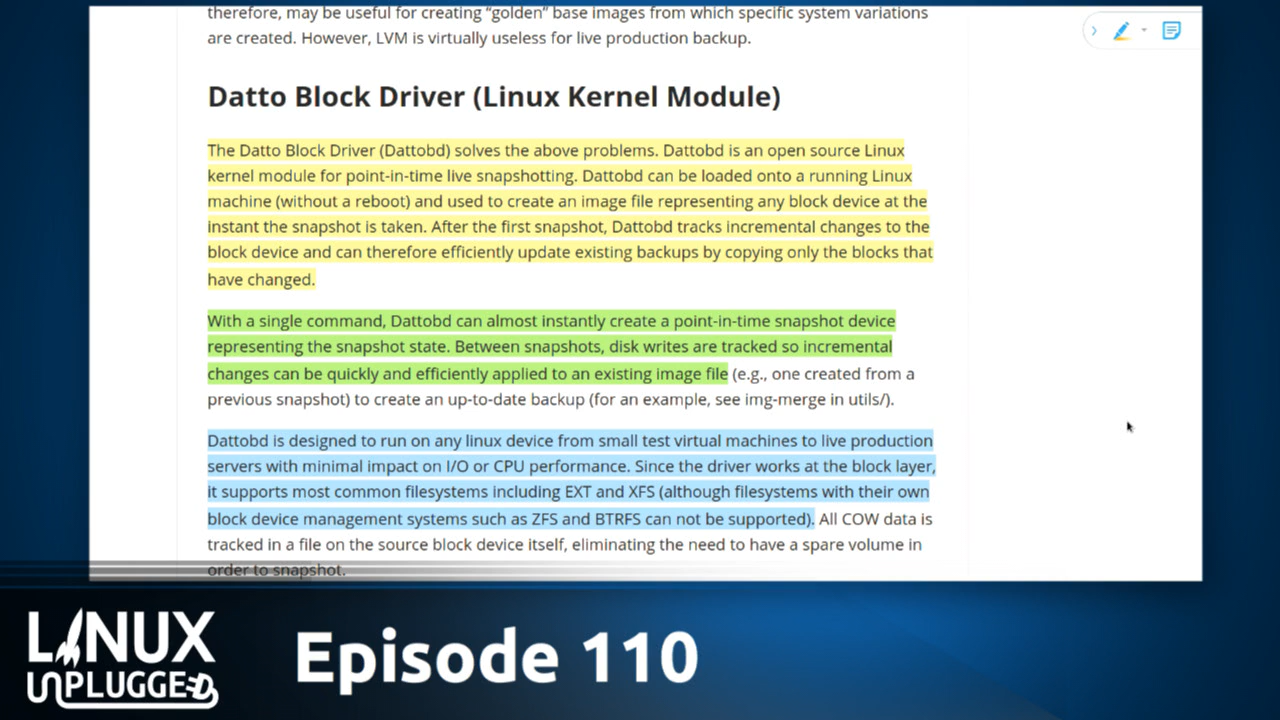 therefore, may be useful for creating “golden” base images from which specific system variations
are created. However, LVM is virtually useless for live production backup.
Datto Block Driver (Linux Kernel Module)
The Datto Block Driver (Dattobd) solves the above problems. Dattobd is an open source Linux
kernel module for point-in-time live snapshotting. Dattobd can be loaded onto a running Linux
machine (without a reboot) and used to create an image file representing any block device at the
instant the snapshot is taken. After the first snapshot, Dattobd tracks incremental changes to the
block device and can therefore efficiently update existing backups by copying only the blocks that
have changed.
With a single command, Dattobd can almost instantly create a point-in-time snapshot device
representing the snapshot state. Between snapshots, disk writes are tracked so incremental
changes can be quickly and efficiently applied to an existing image file (e.g., one created from a
previous snapshot) to create an up-to-date backup (for an example, see img-merge in utils/).
Dattobd is designed to run on any linux device from small test virtual machines to live production
servers with minimal impact on I/O or CPU performance. Since the driver works at the block layer,
it supports most common filesystems including EXT and XFS (although filesystems with their own
block device management systems such as ZFS and BTRFS can not be supported). All COW data is
tracked in a file on the source block device itself, eliminating the need to have a spare volume in
order to snapshot.
LINUX
UNPLUGGED
Episode 110